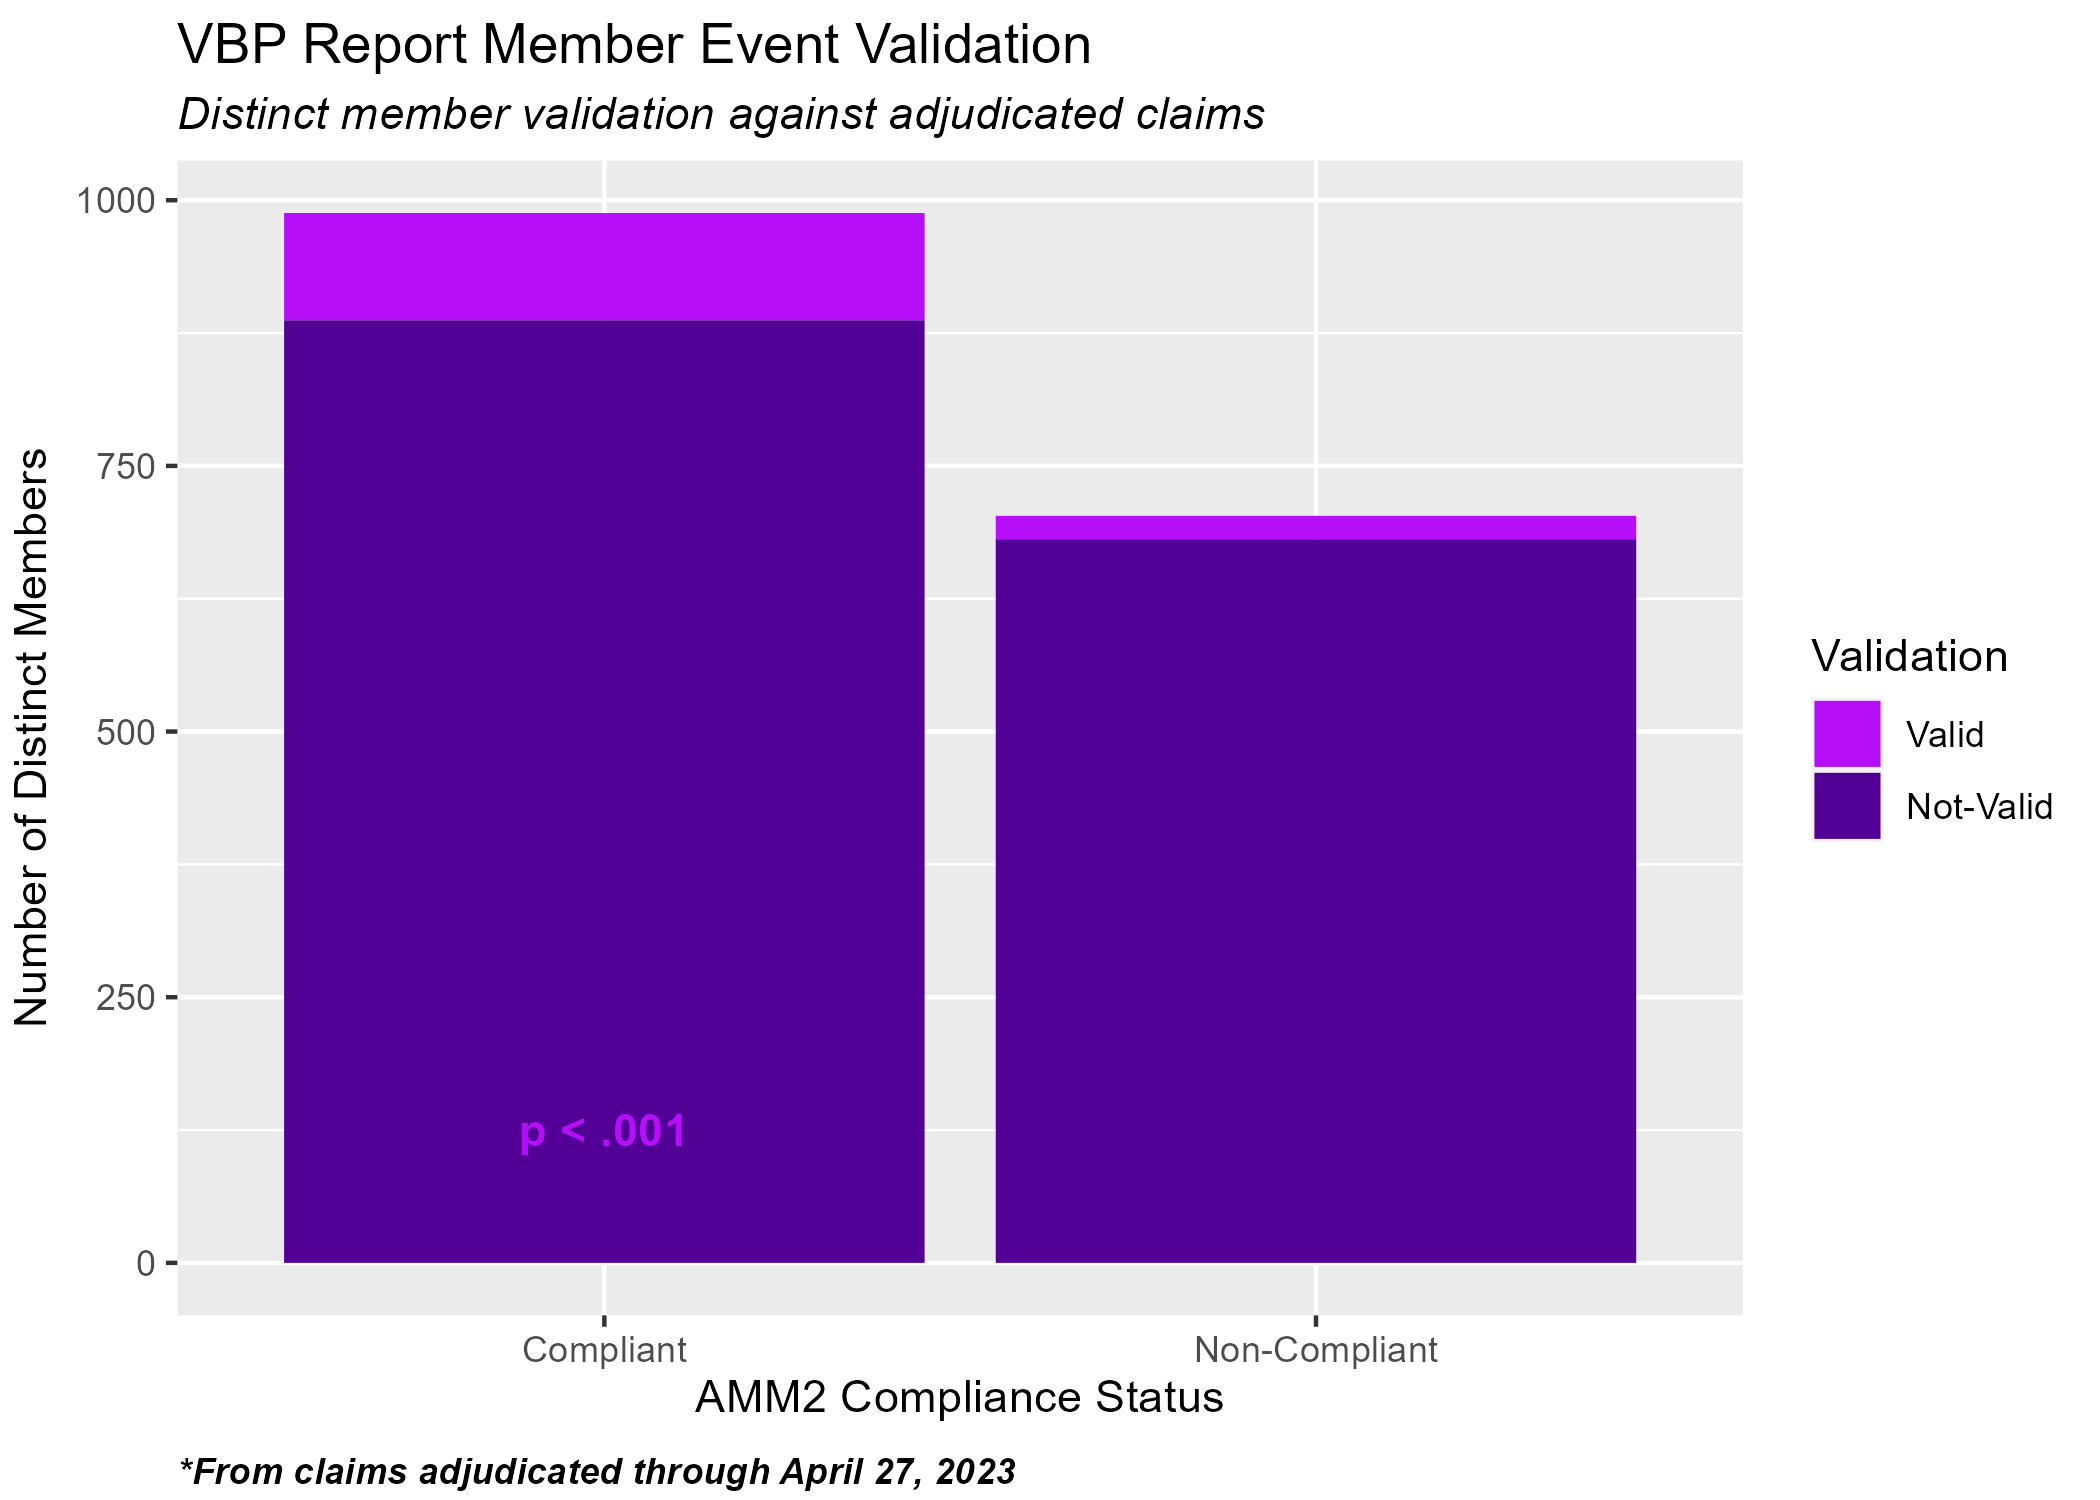 VBP Report Member Event Validation
Distinct member validation against adjudicated claims
Number of Distinct Members
1000
750
500
250
0
p < .001
Compliant
Non-Compliant
AMM2 Compliance Status
Validation
Valid
Not-Valid
*From claims adjudicated through April 27, 2023